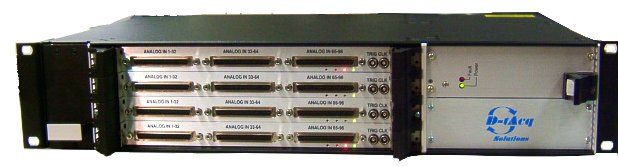 ANALOG IN 1-32 ANALOG IN 33-64 ANALOG IN 65-96 TRIG CLK
ANALOG IN 1-32 ANALOG IN 33-64 ANALOG IN 65-96 TRIG CLK
ANALOG IN 1-32 ANALOG IN 33-64 ANALOG IN 65-96 TRIG CLK
ANALOG IN 1-32 ANALOG IN 33-64 ANALOG IN 65-96 TRIG CLK
Fault
Power
D-tAcq
Solutions